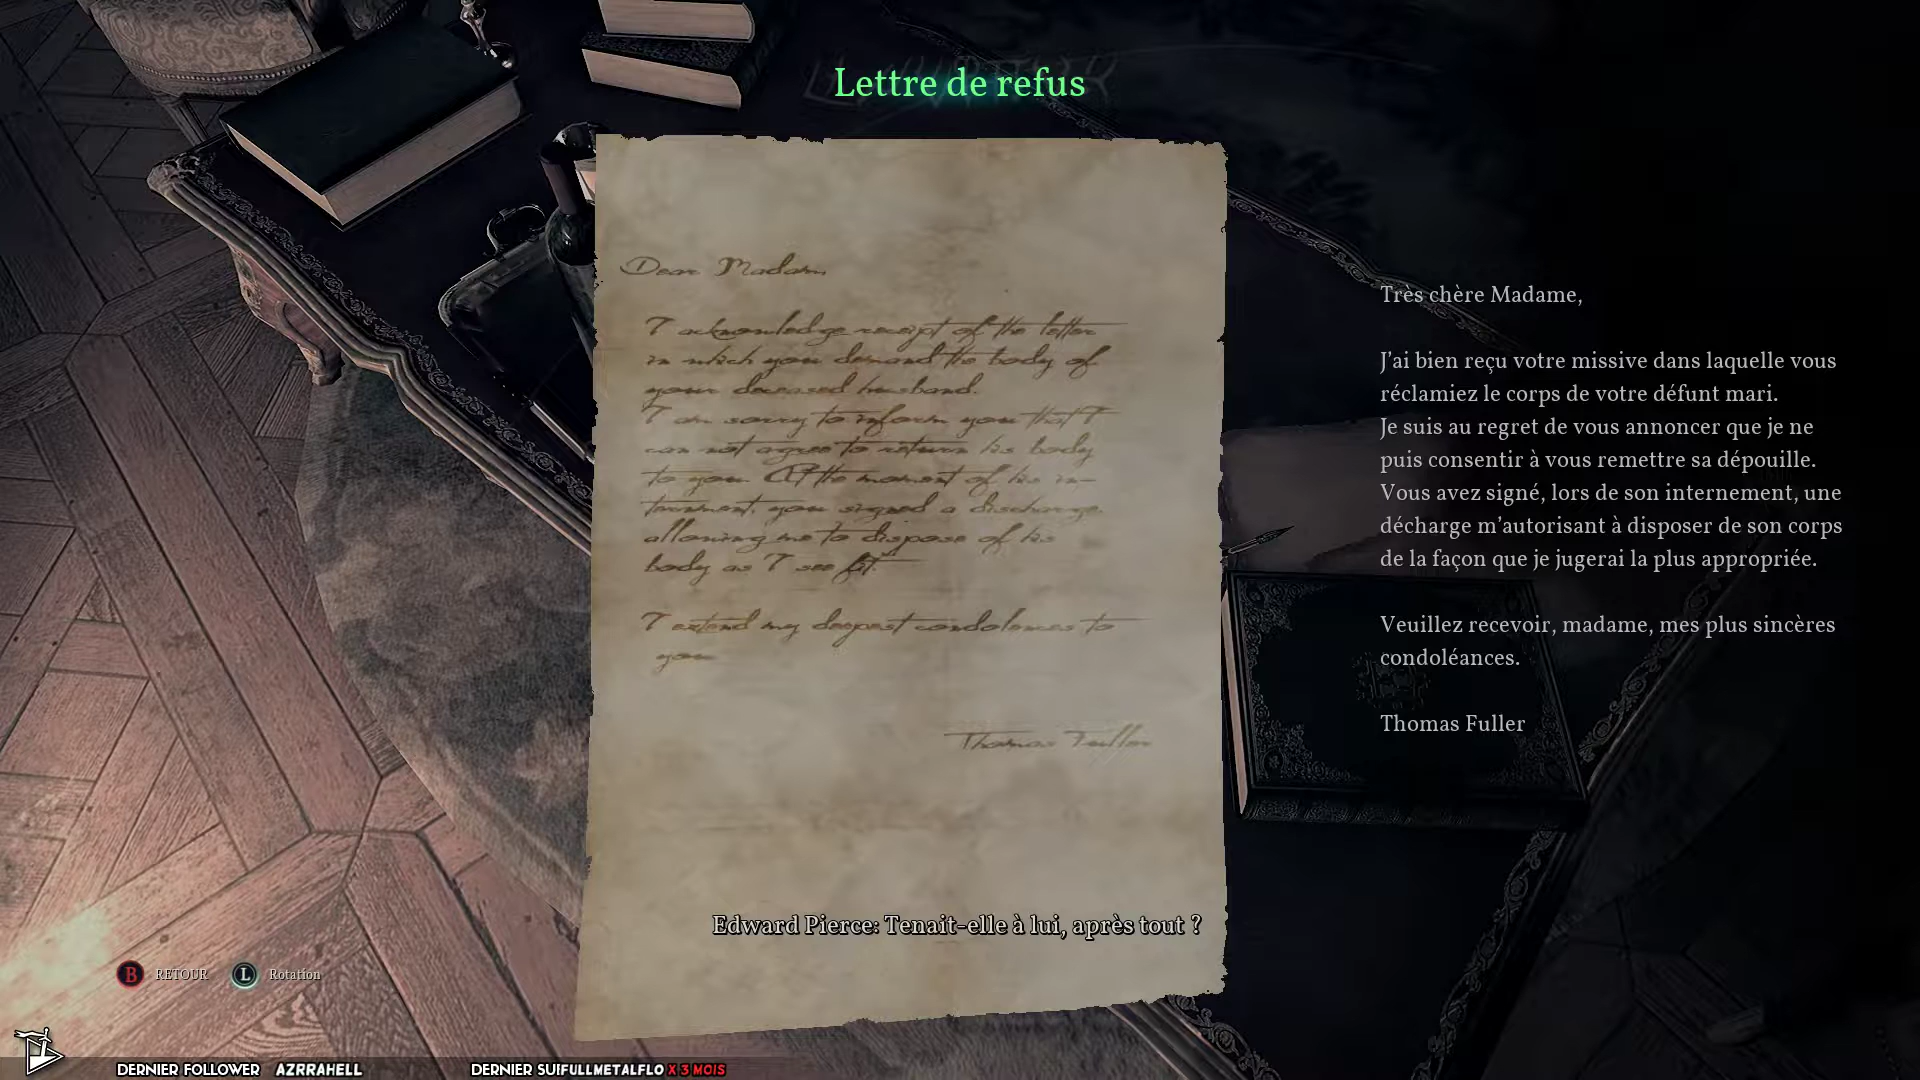 Lettre de refus
Dear Madam,
I acknowledge receipt of the letter
in which you demand the body of
your deceased husband.
I am sorry to inform you that I
can not agree to return his body
to you. At the moment of his in-
ternment, you signed a discharge
allowing me to dispose of his
body as I see fit.
I extend my deepest condolences to
you
Thomas Fuller
Très chère Madame,
J'ai bien reçu votre missive dans laquelle vous
réclamiez le corps de votre défunt mari.
Je suis au regret de vous annoncer que je ne
puis consentir à vous remettre sa dépouille.
Vous avez signé, lors de son internement, une
décharge m'autorisant à disposer de son corps
de la façon que je jugerai la plus appropriée.
Veuillez recevoir, madame, mes plus sincères
condoléances.
Thomas Fuller
Edward Pierce: Tenait-elle à lui, après tout ?
B RETOUR L Rotation
DERNIER FOLLOWER AZRRAHELL DERNIER SUIFULLMETALFLO X 3 MOIS